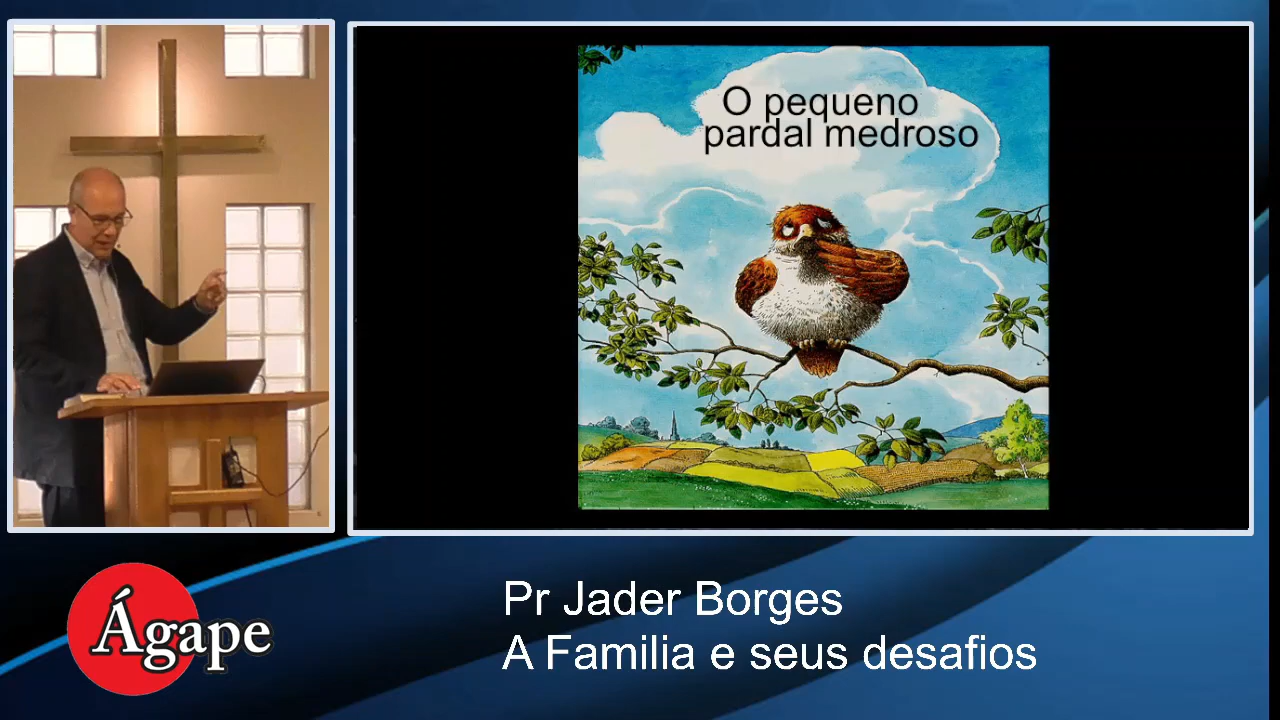 O pequeno
pardal medroso
Ágape
Pr Jader Borges
A Familia e seus desafios